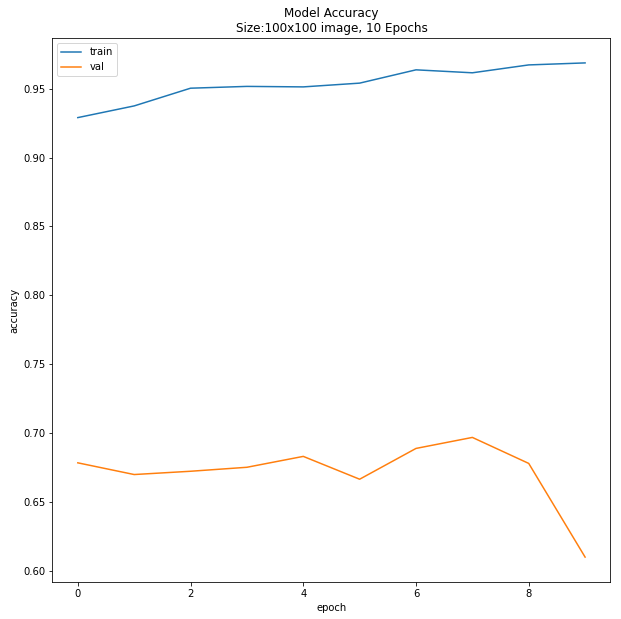 Model Accuracy
Size:100x100 image, 10 Epochs
train
val
accuracy
0.95
0.90
0.85
0.80
0.75
0.70
0.65
0.60
0 2 4 6 8
epoch